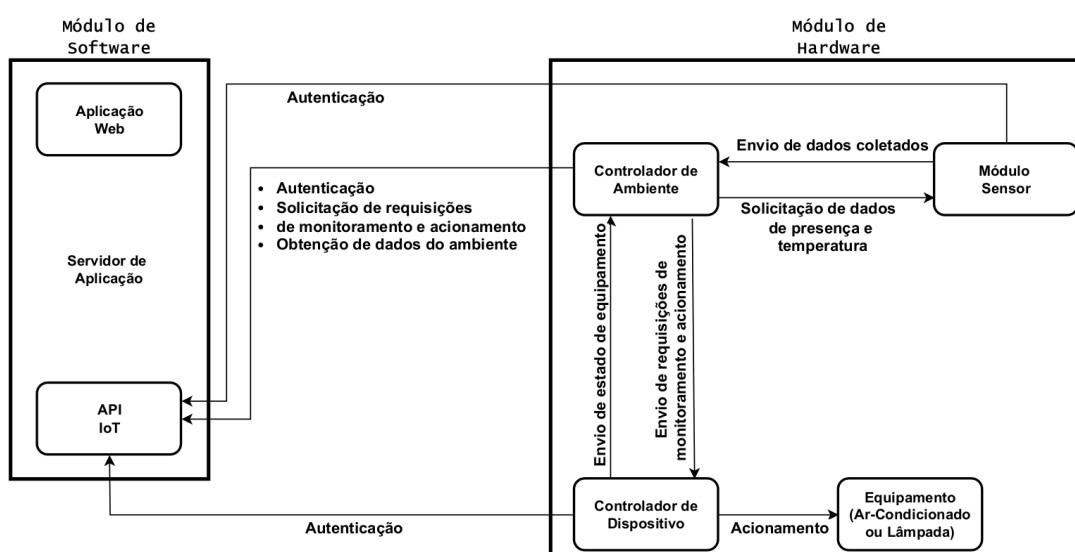 Módulo de
Software
Módulo de
Hardware
Aplicação
Web
Autenticação
Controlador de
Ambiente
Envio de dados coletados
Módulo
Sensor
• Autenticação
• Solicitação de requisições
• de monitoramento e acionamento
• Obtenção de dados do ambiente
Solicitação de dados
de presença e
temperatura
Servidor de
Aplicação
Envio de estado de equipamento
Envio de requisições de
monitoramento e acionamento
API
IoT
Autenticação
Controlador de
Dispositivo
Acionamento
Equipamento
(Ar-Condicionado
ou Lâmpada)